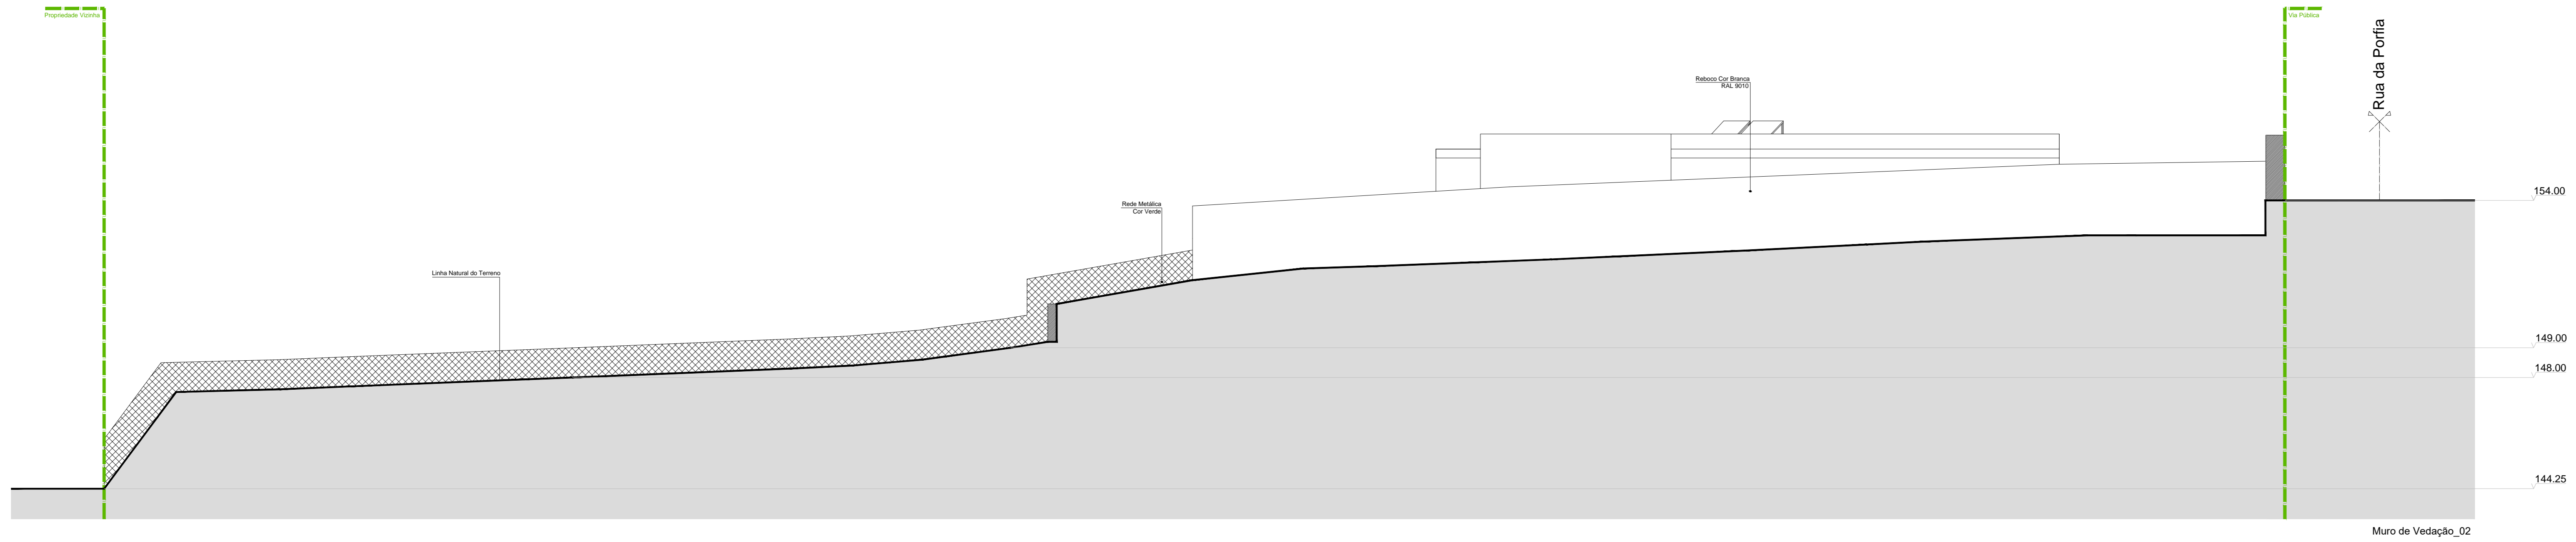 Propriedade Vizinha
Via Pública
Rua da Porfia
Reboco Cor Branca
RAL 9010
154.00
Rede Metálica
Cor Verde
Linha Natural do Terreno
149.00
148.00
144.25
Muro de Vedação_02